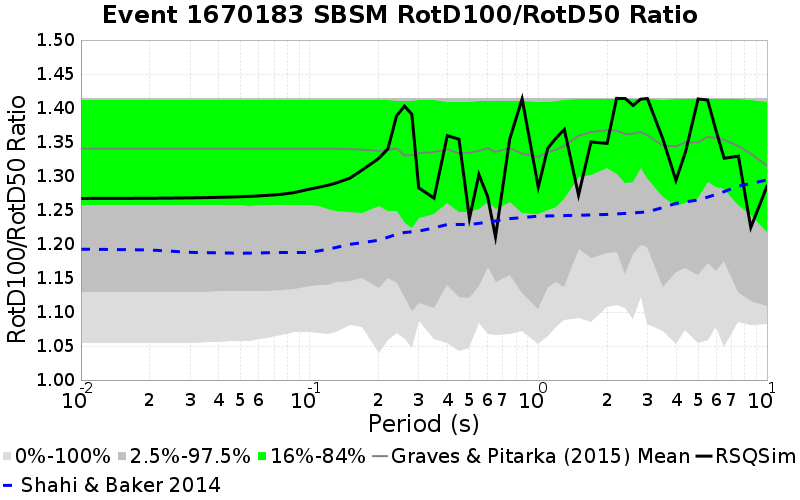 Event 1670183 SBSM RotD100/RotD50 Ratio
RotD100/RotD50 Ratio
1.50
1.45
1.40
1.35
1.30
1.25
1.20
1.15
1.10
1.05
1.00
10-2 2 3 4 5 6 10-1 2 3 4 5 6 7 100 2 3 4 5 6 7 101
Period (s)
0%-100% 2.5%-97.5% 16%-84% Graves & Pitarka (2015) Mean RSQSim
Shahi & Baker 2014